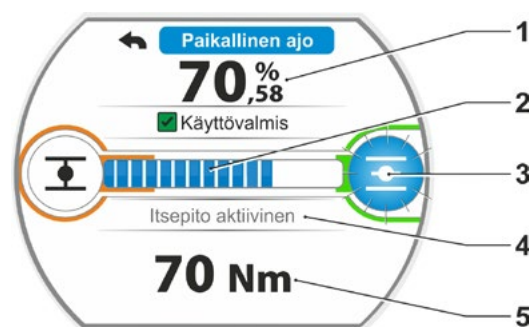 Paikallinen ajo
70,58 %
Käyttövalmis
Itsepito aktiivinen
70 Nm
1
2
3
4
5